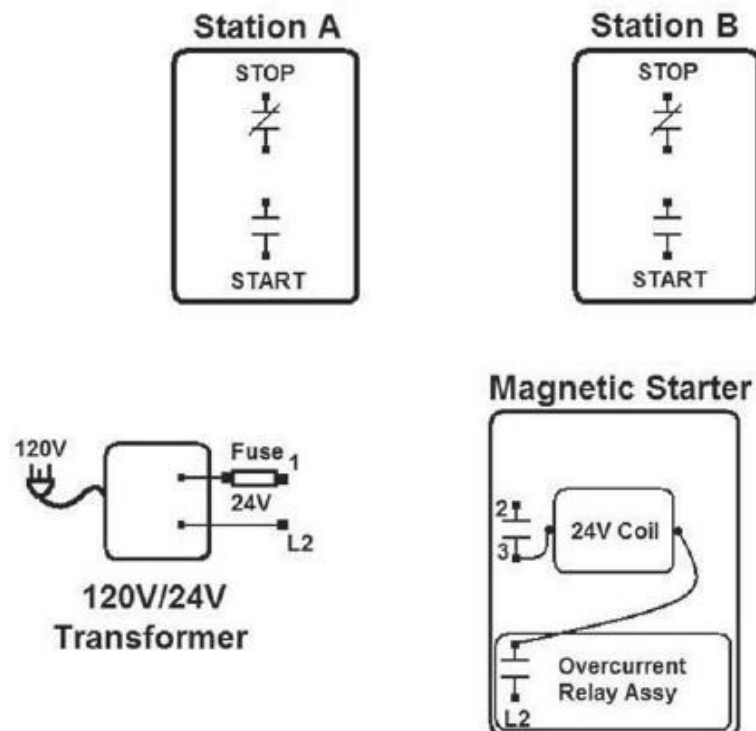 Station A
STOP
START
Station B
STOP
START
120V
Fuse
1
24V
L2
120V/24V
Transformer
Magnetic Starter
2
3
24V Coil
Overcurrent
Relay Assy
L2